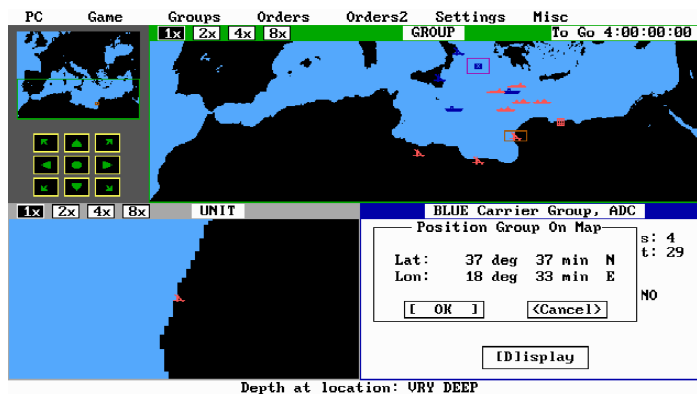 PC Game Groups Orders Orders2 Settings Misc
1x 2x 4x 8x GROUP To Go 4:00:00:00
1x 2x 4x 8x UNIT BLUE Carrier Group, ADC
Position Group On Map
s: 4
t: 29
Lat: 37 deg 37 min N
Lon: 18 deg 33 min E
NO
[ OK ] <Cancel>
[D]isplay
Depth at location: VRY DEEP